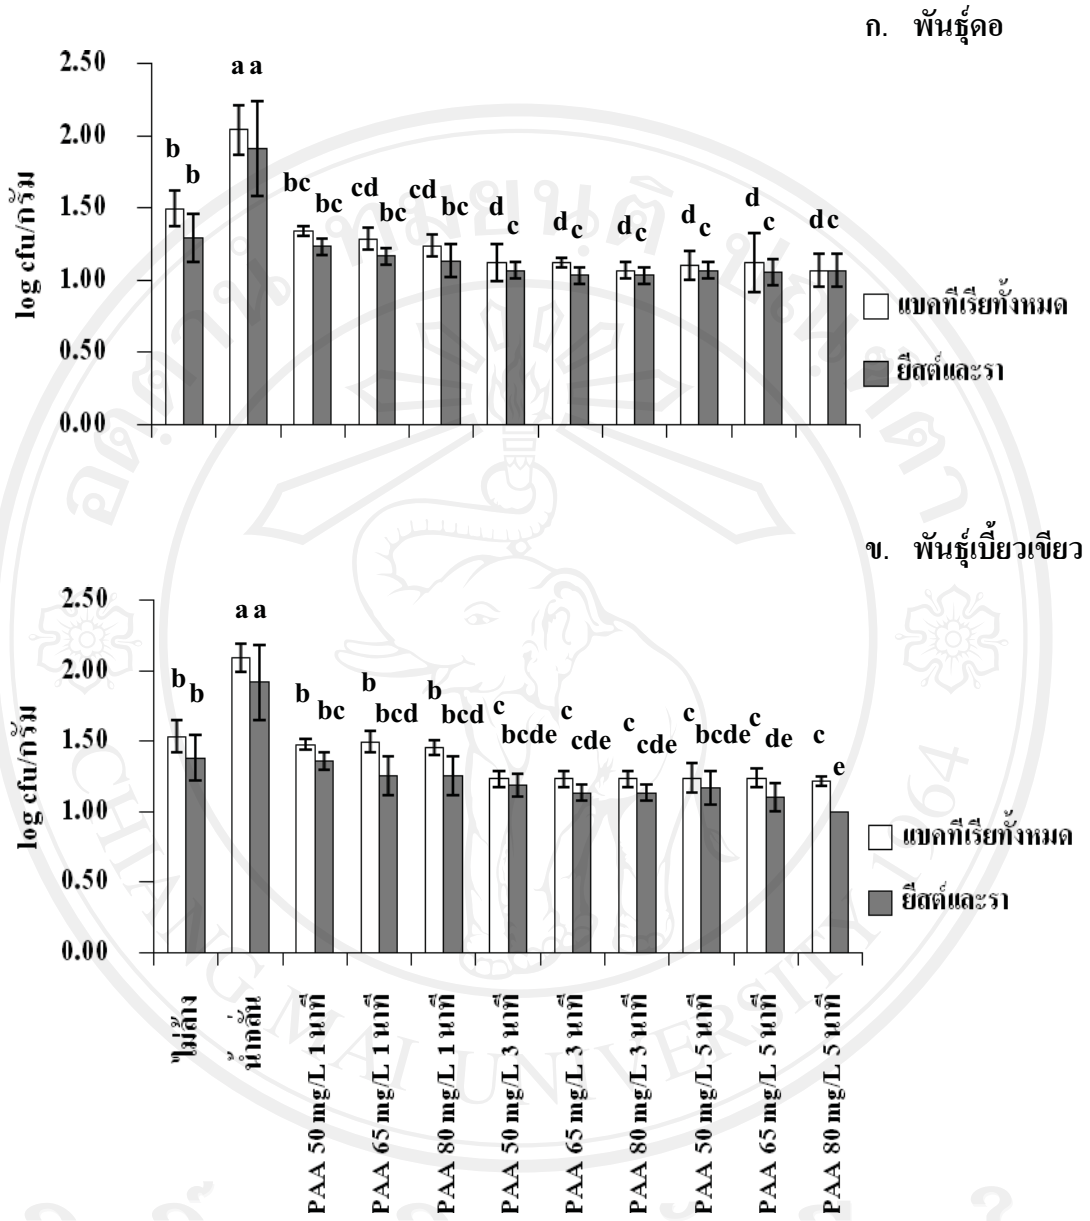 ก. พันธุ์ดอ
2.50
2.00
1.50
1.00
0.50
0.00
log cfu/กรัม
b b
a a
bc bc
cd bc
cd bc
d c
d c
d c
d c
d c
d c
แบคทีเรียทั้งหมด
ยีสต์และรา
ข. พันธุ์เบี้ยวเขียว
2.50
2.00
1.50
1.00
0.50
0.00
log cfu/กรัม
b b
a a
b bc
b bcd
b bcd
c bcde
c cde
c cde
c bcde
c de
c e
แบคทีเรียทั้งหมด
ยีสต์และรา
ไม่ล้าง
น้ำกลั่น
PAA 50 mg/L 1 นาที
PAA 65 mg/L 1 นาที
PAA 80 mg/L 1 นาที
PAA 50 mg/L 3 นาที
PAA 65 mg/L 3 นาที
PAA 80 mg/L 3 นาที
PAA 50 mg/L 5 นาที
PAA 65 mg/L 5 นาที
PAA 80 mg/L 5 นาที
CHIANG MAI UNIVERSITY 1964